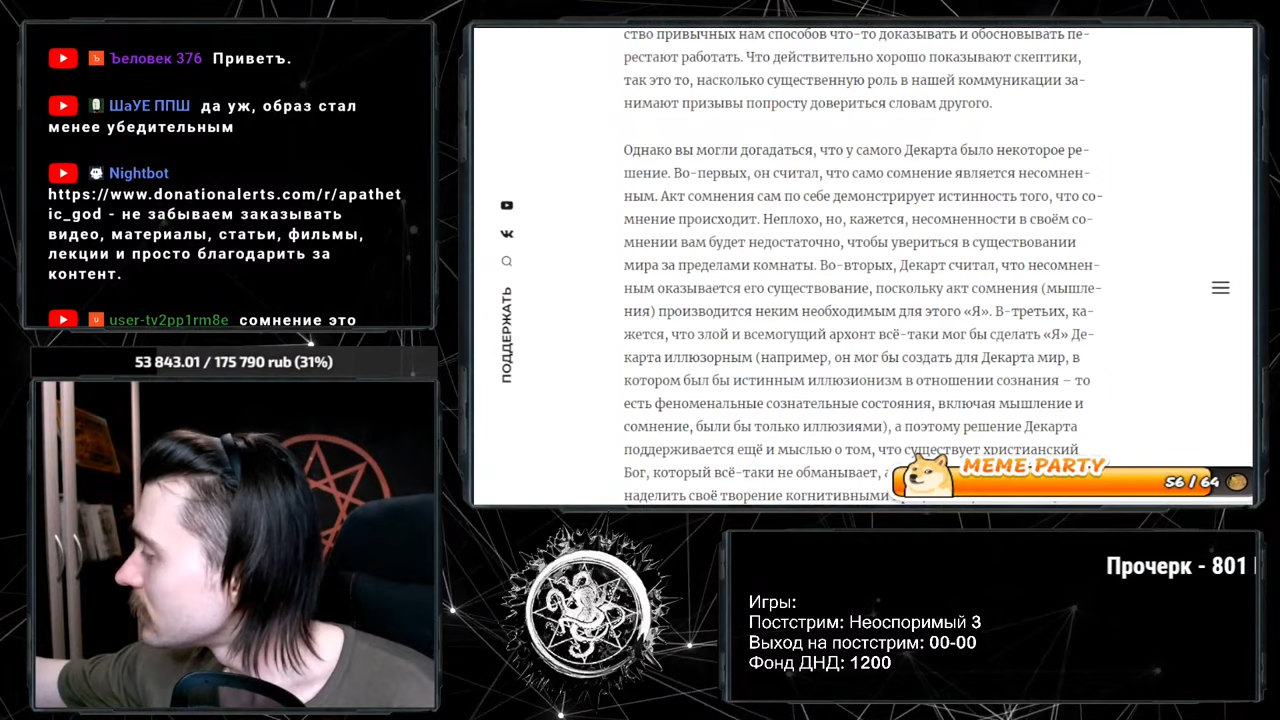 Ъеловек 376 Приветъ.
ШаУЕ ППШ да уж, образ стал
менее убедительным
Nightbot
https://www.donationalerts.com/r/apathet
ic_god - не забываем заказывать
видео, материалы, статьи, фильмы,
лекции и просто благодарить за
контент.
user-tv2pp1rm8e сомнение это
53 843.01 / 175 790 rub (31%)
ПОДДЕРЖАТЬ
ство привычных нам способов что-то доказывать и обосновывать пе-
рестают работать. Что действительно хорошо показывают скептики,
так это то, насколько существенную роль в нашей коммуникации за-
нимают призывы попросту довериться словам другого.
Однако вы могли догадаться, что у самого Декарта было некоторое ре-
шение. Во-первых, он считал, что само сомнение является несомнен-
ным. Акт сомнения сам по себе демонстрирует истинность того, что со-
мнение происходит. Неплохо, но, кажется, несомненности в своём со-
мнении вам будет недостаточно, чтобы увериться в существовании
мира за пределами комнаты. Во-вторых, Декарт считал, что несомнен-
ным оказывается его существование, поскольку акт сомнения (мышле-
ния) производится неким необходимым для этого «Я». В-третьих, ка-
жется, что злой и всемогущий архонт всё-таки мог бы сделать «Я» Де-
карта иллюзорным (например, он мог бы создать для Декарта мир, в
котором был бы истинным иллюзионизм в отношении сознания – то
есть феноменальные сознательные состояния, включая мышление и
сомнение, были бы только иллюзиями), а поэтому решение Декарта
поддерживается ещё и мыслью о том, что существует христианский
Бог, который всё-таки не обманывает, а
наделить своё творение когнитивными
MEME PARTY
56 / 64
Прочерк - 801
Игры:
Постстрим: Неоспоримый 3
Выход на постстрим: 00-00
Фонд ДНД: 1200